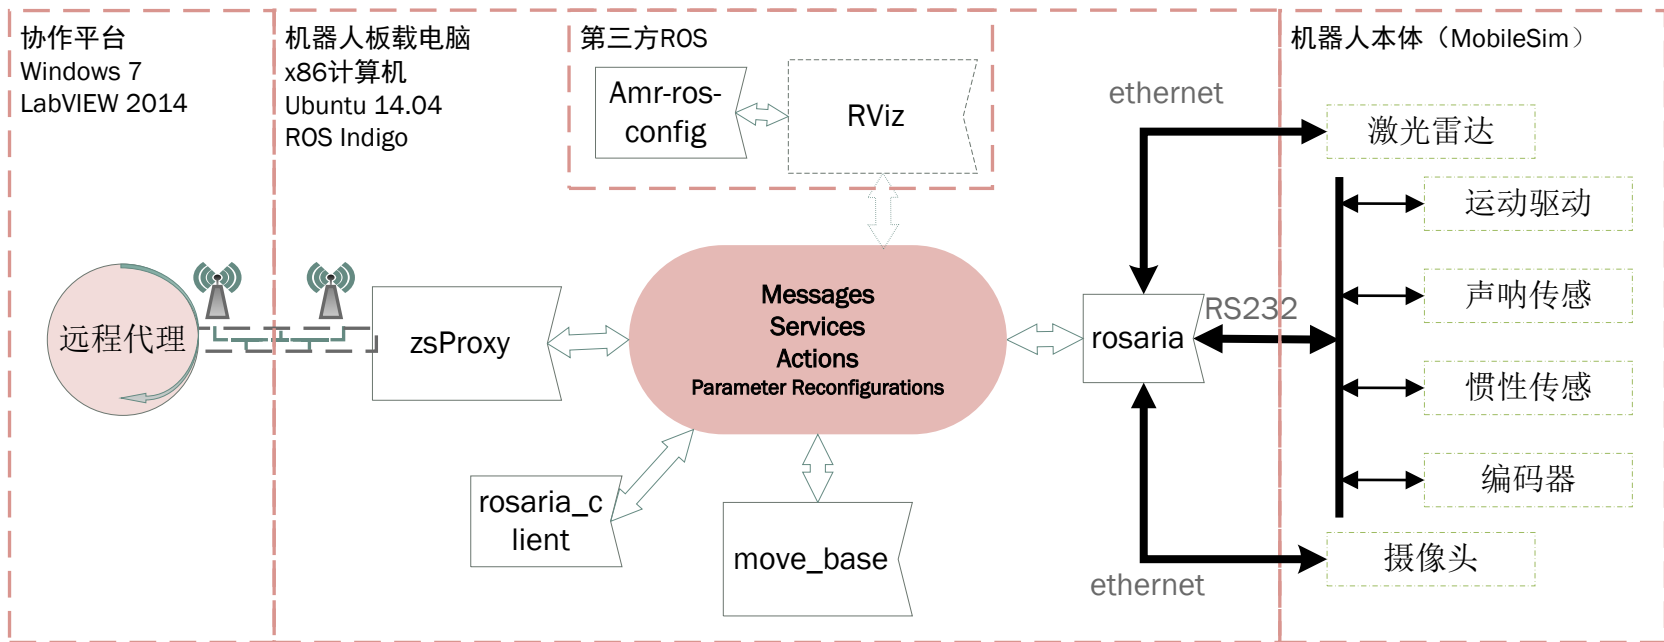 协作平台
Windows 7
LabVIEW 2014
机器人板载电脑
x86计算机
Ubuntu 14.04
ROS Indigo
第三方ROS
Amr-ros-
config
RViz
机器人本体（MobileSim）
ethernet
激光雷达
运动驱动
声呐传感
惯性传感
编码器
摄像头
远程代理
zsProxy
Messages
Services
Actions
Parameter Reconfigurations
rosaria
RS232
rosaria_c
lient
move_base
ethernet